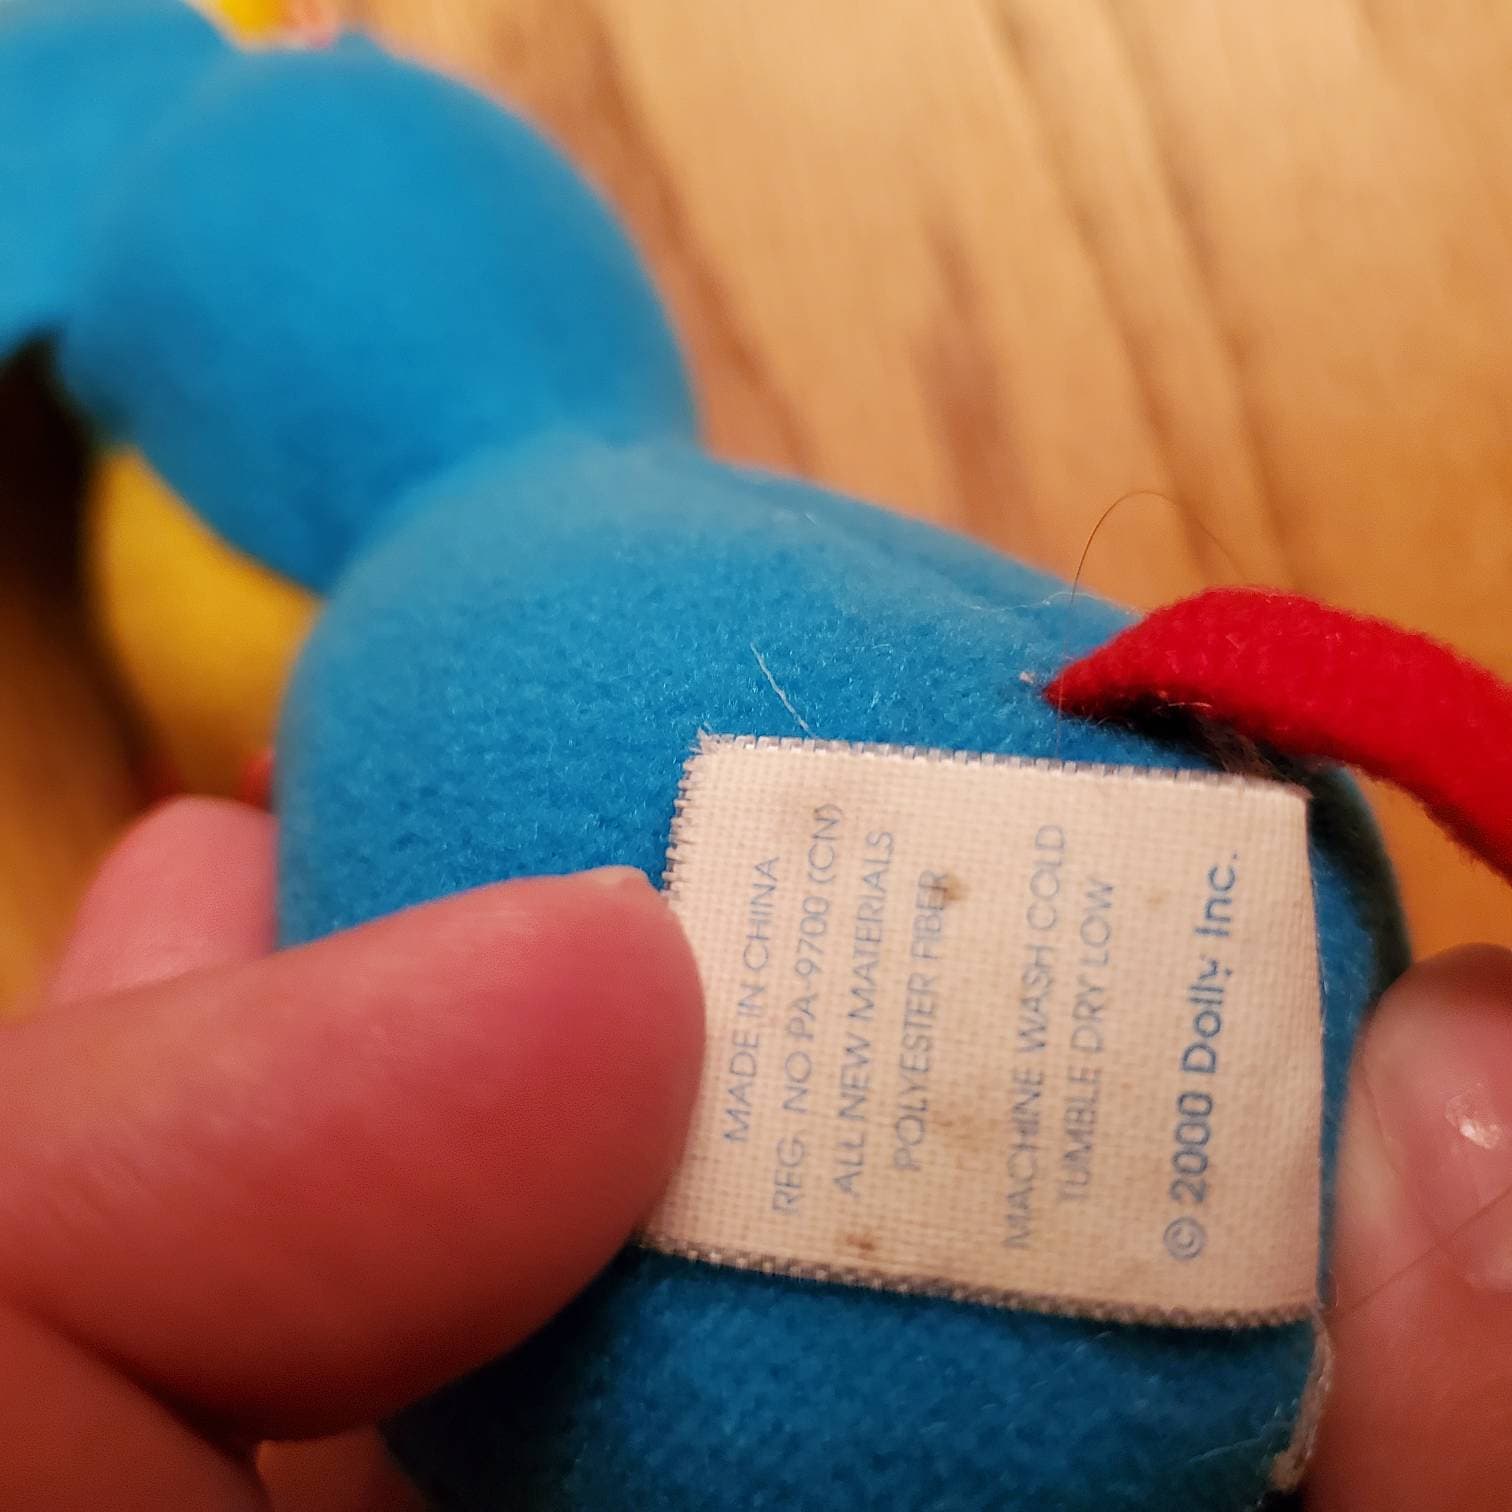 MADE IN CHINA
REG. NO PA-9700 (CN)
ALL NEW MATERIALS
POLYESTER FIBER
MACHINE WASH COLD
TUMBLE DRY LOW
© 2000 Dolly Inc.